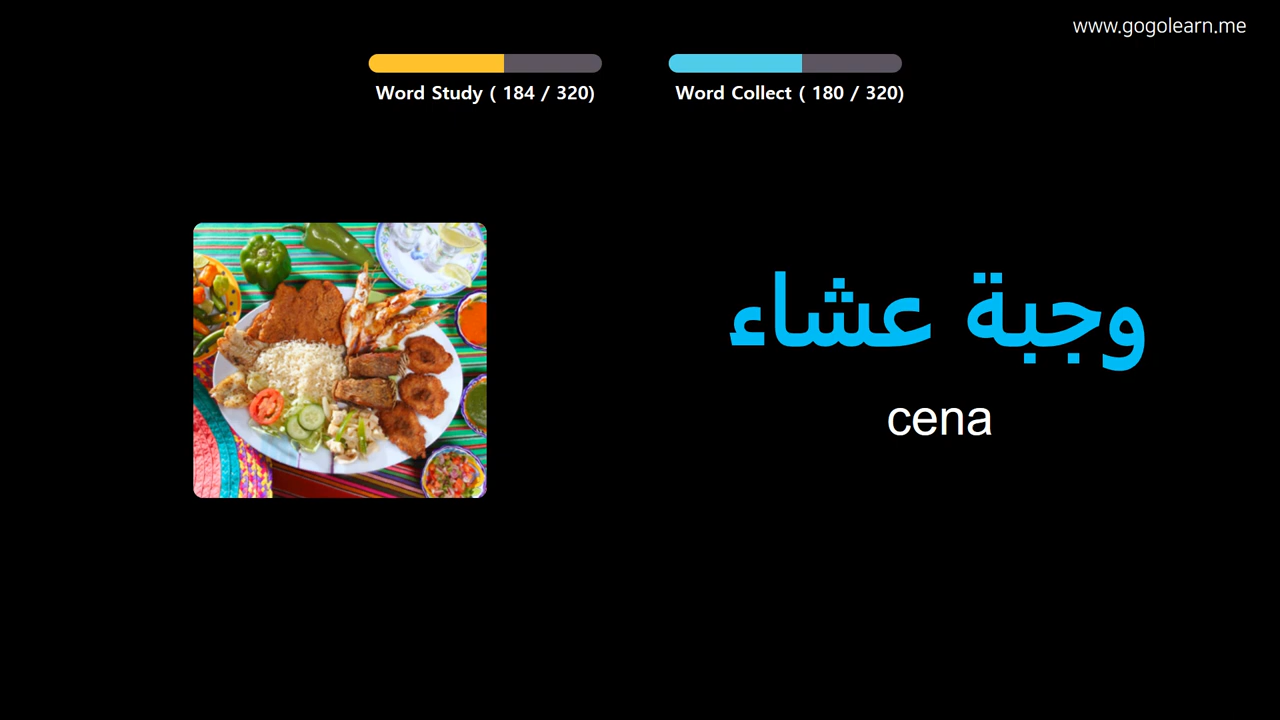 www.gogolearn.me
Word Study ( 184 / 320)
Word Collect ( 180 / 320)
وجبة عشاء
cena